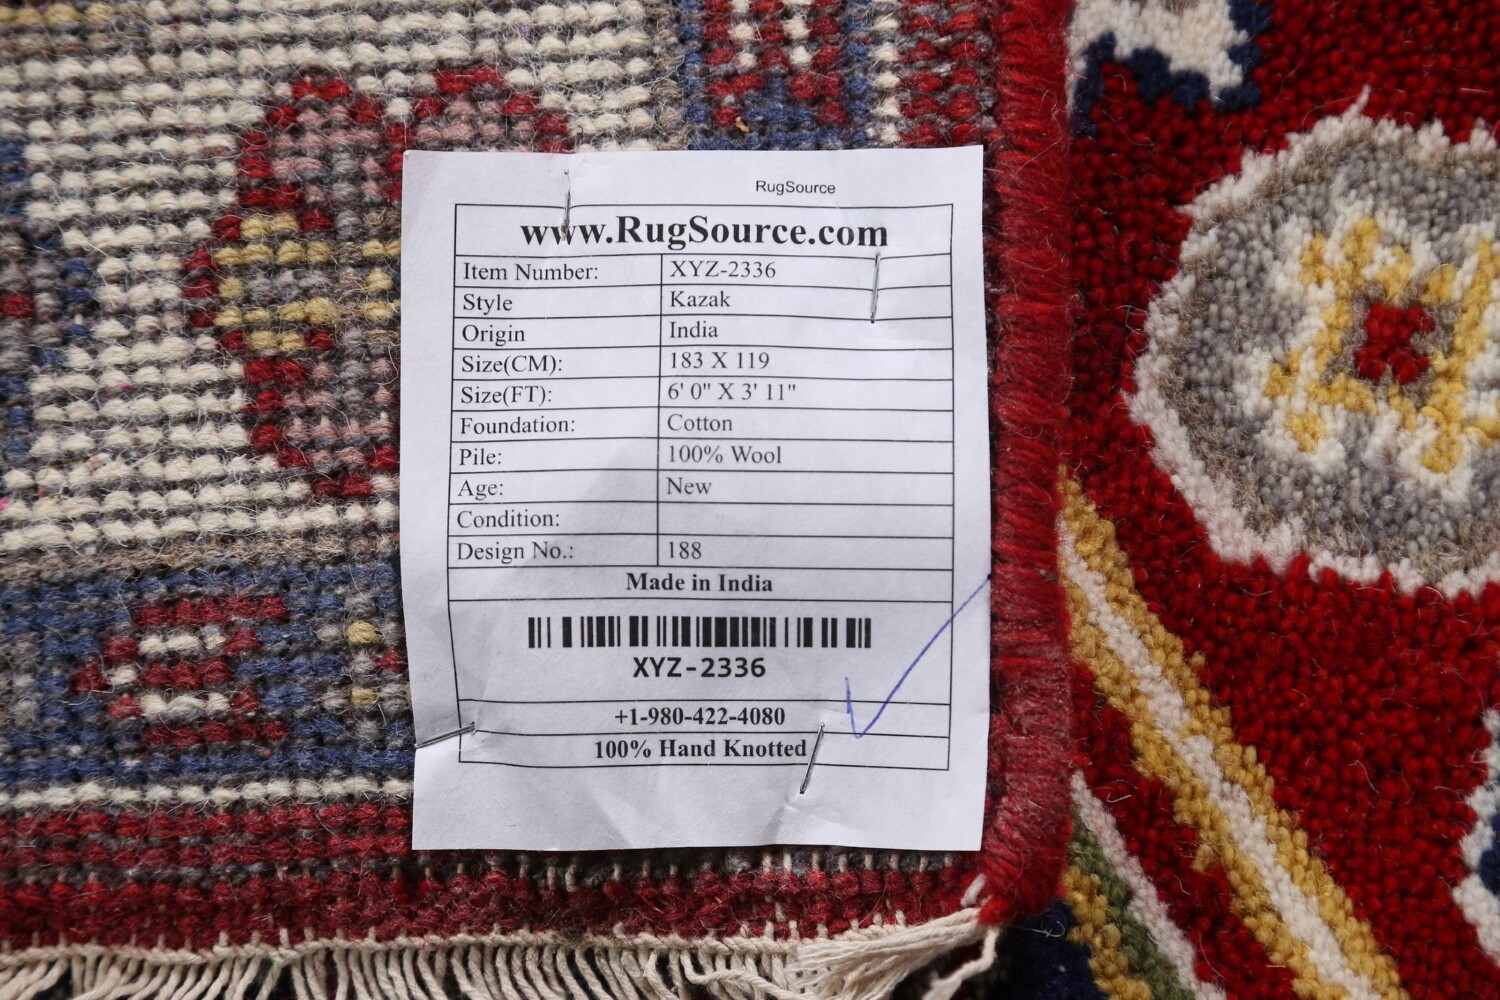 RugSource
www.RugSource.com
Item Number: XYZ-2336
Style Kazak
Origin India
Size(CM): 183 X 119
Size(FT): 6' 0" X 3' 11"
Foundation: Cotton
Pile: 100% Wool
Age: New
Condition:
Design No.: 188
Made in India
XYZ-2336
+1-980-422-4080
100% Hand Knotted